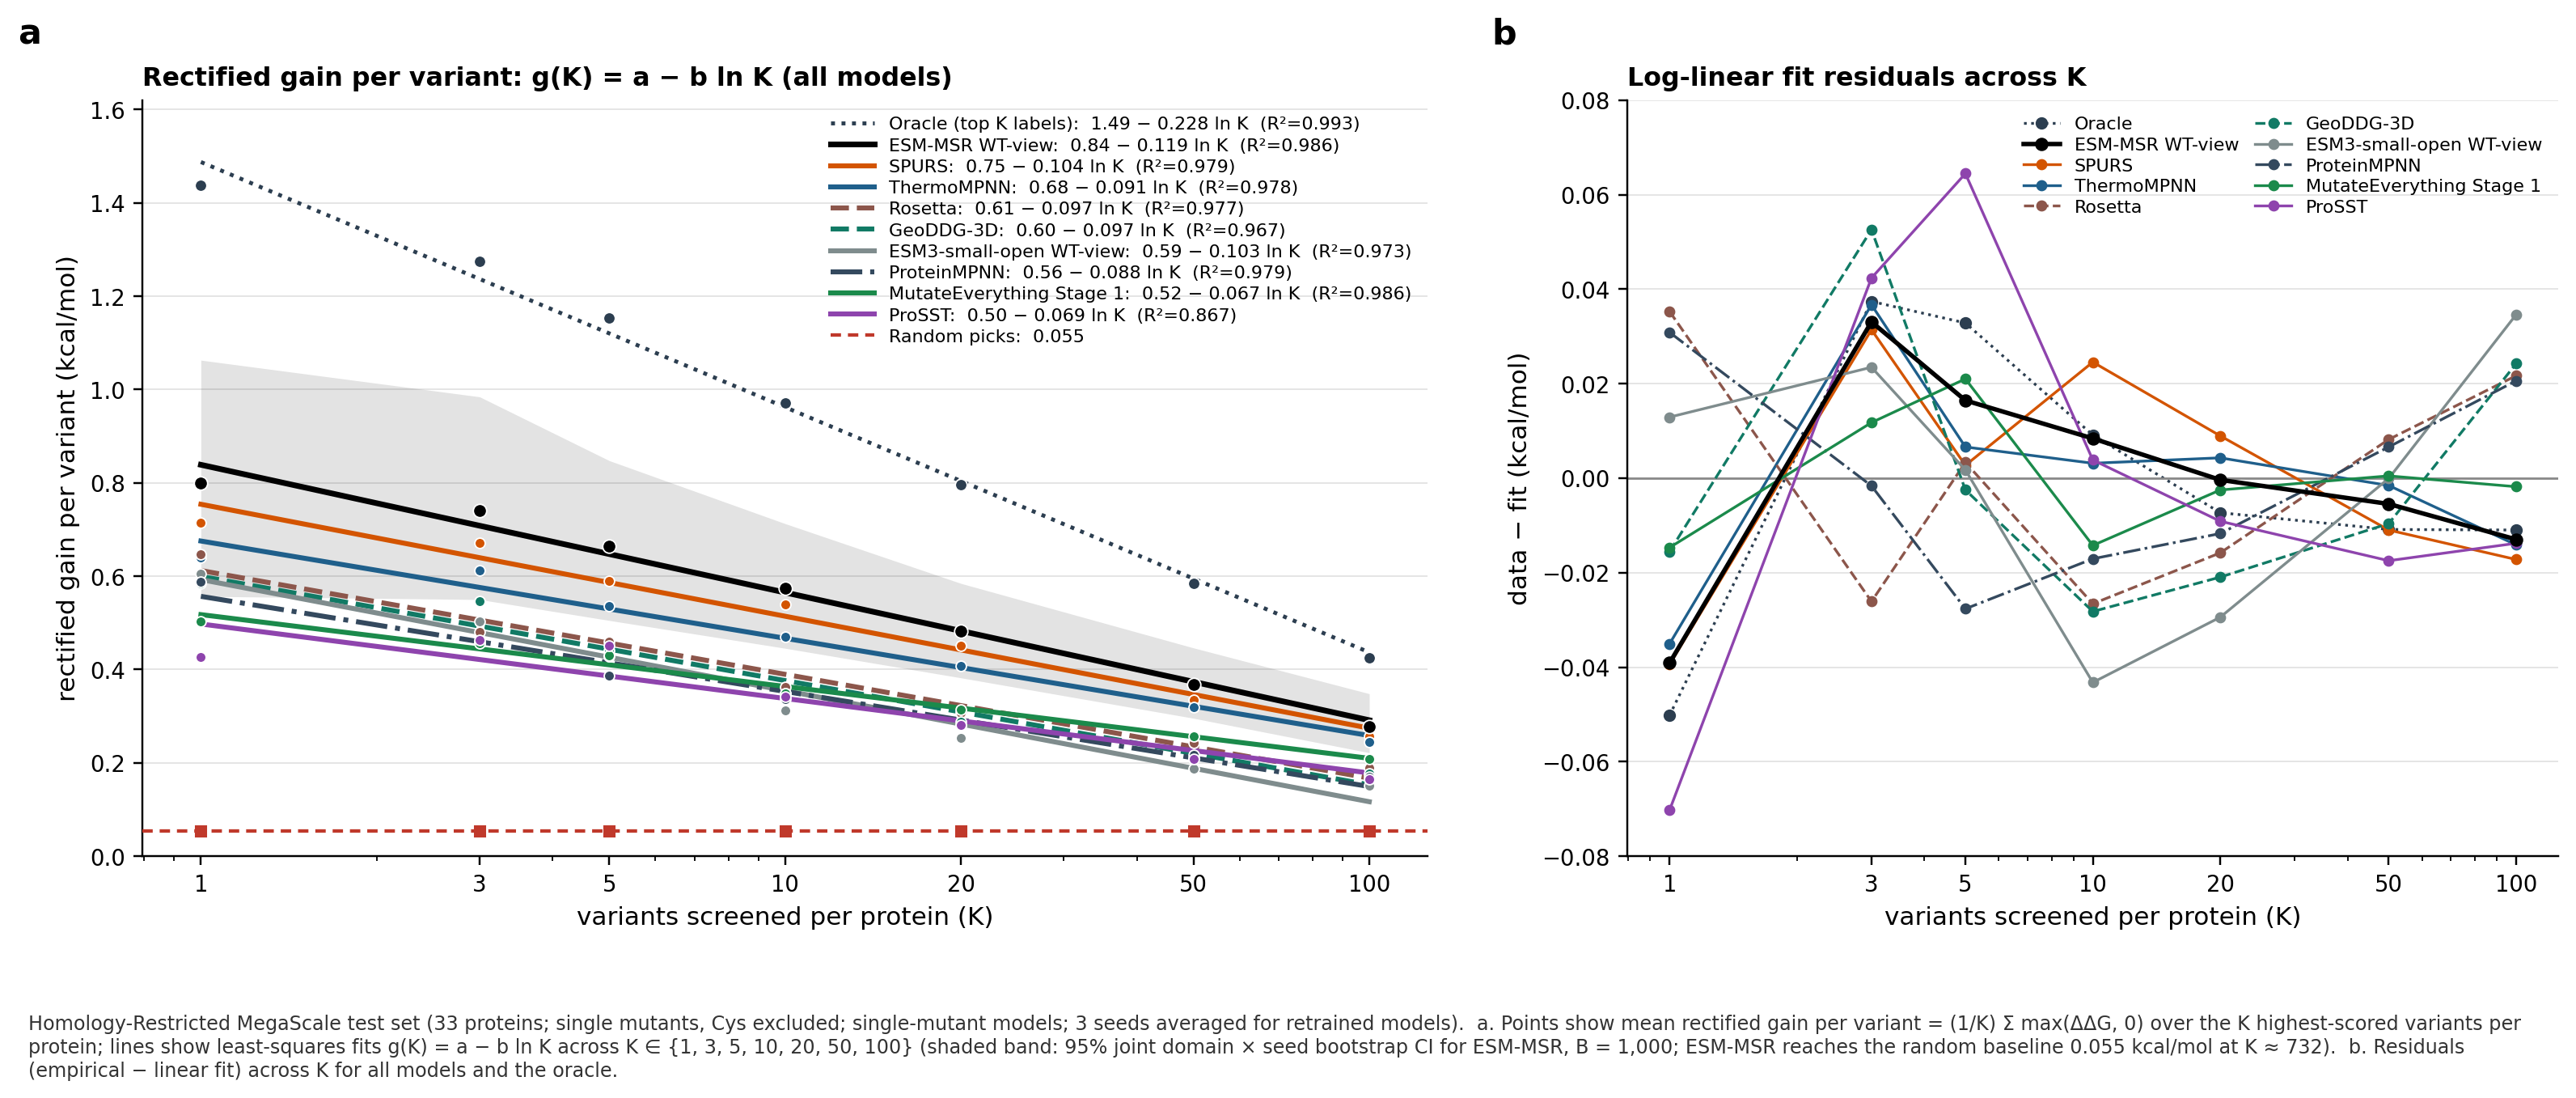 a
Rectified gain per variant: g(K) = a − b ln K (all models)
rectified gain per variant (kcal/mol)
1.6
1.4
1.2
1.0
0.8
0.6
0.4
0.2
0.0
Oracle (top K labels):  1.49 − 0.228 ln K  (R²=0.993)
ESM-MSR WT-view:  0.84 − 0.119 ln K  (R²=0.986)
SPURS:  0.75 − 0.104 ln K  (R²=0.979)
ThermoMPNN:  0.68 − 0.091 ln K  (R²=0.978)
Rosetta:  0.61 − 0.097 ln K  (R²=0.977)
GeoDDG-3D:  0.60 − 0.097 ln K  (R²=0.967)
ESM3-small-open WT-view:  0.59 − 0.103 ln K  (R²=0.973)
ProteinMPNN:  0.56 − 0.088 ln K  (R²=0.979)
MutateEverything Stage 1:  0.52 − 0.067 ln K  (R²=0.986)
ProSST:  0.50 − 0.069 ln K  (R²=0.867)
Random picks:  0.055
1 3 5 10 20 50 100
variants screened per protein (K)
b
Log-linear fit residuals across K
data − fit (kcal/mol)
0.08
0.06
0.04
0.02
0.00
−0.02
−0.04
−0.06
−0.08
Oracle
ESM-MSR WT-view
SPURS
ThermoMPNN
Rosetta
GeoDDG-3D
ESM3-small-open WT-view
ProteinMPNN
MutateEverything Stage 1
ProSST
1 3 5 10 20 50 100
variants screened per protein (K)
Homology-Restricted MegaScale test set (33 proteins; single mutants, Cys excluded; single-mutant models; 3 seeds averaged for retrained models).  a. Points show mean rectified gain per variant = (1/K) Σ max(ΔΔG, 0) over the K highest-scored variants per
protein; lines show least-squares fits g(K) = a − b ln K across K ∈ {1, 3, 5, 10, 20, 50, 100} (shaded band: 95% joint domain × seed bootstrap CI for ESM-MSR, B = 1,000; ESM-MSR reaches the random baseline 0.055 kcal/mol at K ≈ 732).  b. Residuals
(empirical − linear fit) across K for all models and the oracle.